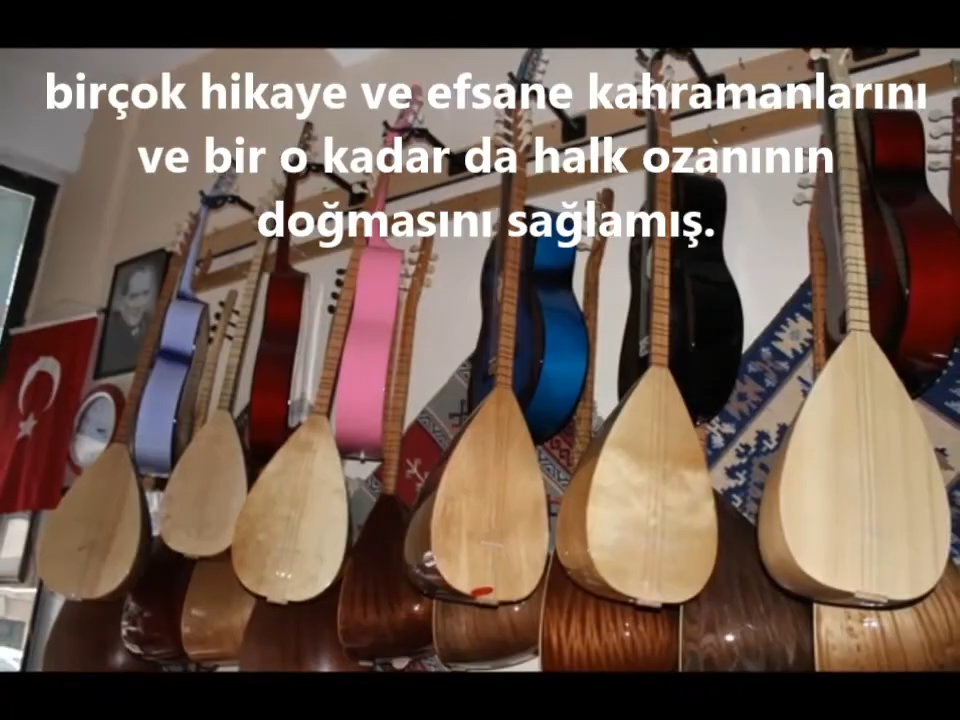 birçok hikaye ve efsane kahramanlarını
ve bir o kadar da halk ozanının
doğmasını sağlamış.